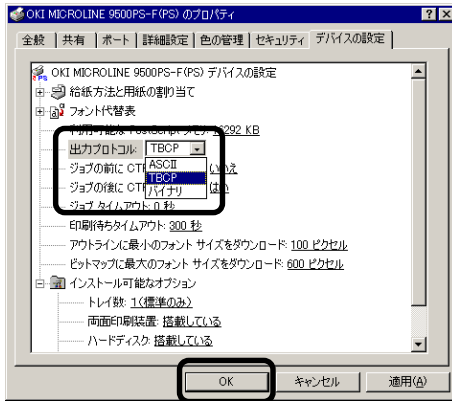 OKI MICROLINE 9500PS-F(PS) のプロパティ
全般 共有 ポート 詳細設定 色の管理 セキュリティ デバイスの設定
OKI MICROLINE 9500PS-F(PS) デバイスの設定
給紙方法と用紙の割り当て
フォント代替表
利用可能な PostScript メモリ: 16292 KB
出力プロトコル: TBCP
ASCII
TBCP
バイナリ
ジョブの前に CT いいえ
ジョブの後に CT はい
ジョブ タイムアウト: 0 秒
印刷待ちタイムアウト: 300 秒
アウトラインに最小のフォント サイズをダウンロード: 100 ピクセル
ビットマップに最大のフォント サイズをダウンロード: 600 ピクセル
インストール可能なオプション
トレイ数: 1(標準のみ)
両面印刷装置: 搭載している
ハードディスク: 搭載している
OK キャンセル 適用(A)